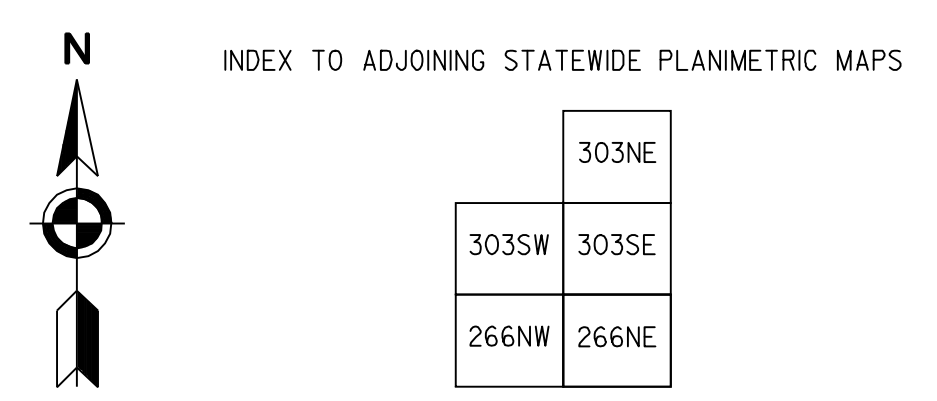 N
INDEX TO ADJOINING STATEWIDE PLANIMETRIC MAPS
303NE
303SW 303SE
266NW 266NE